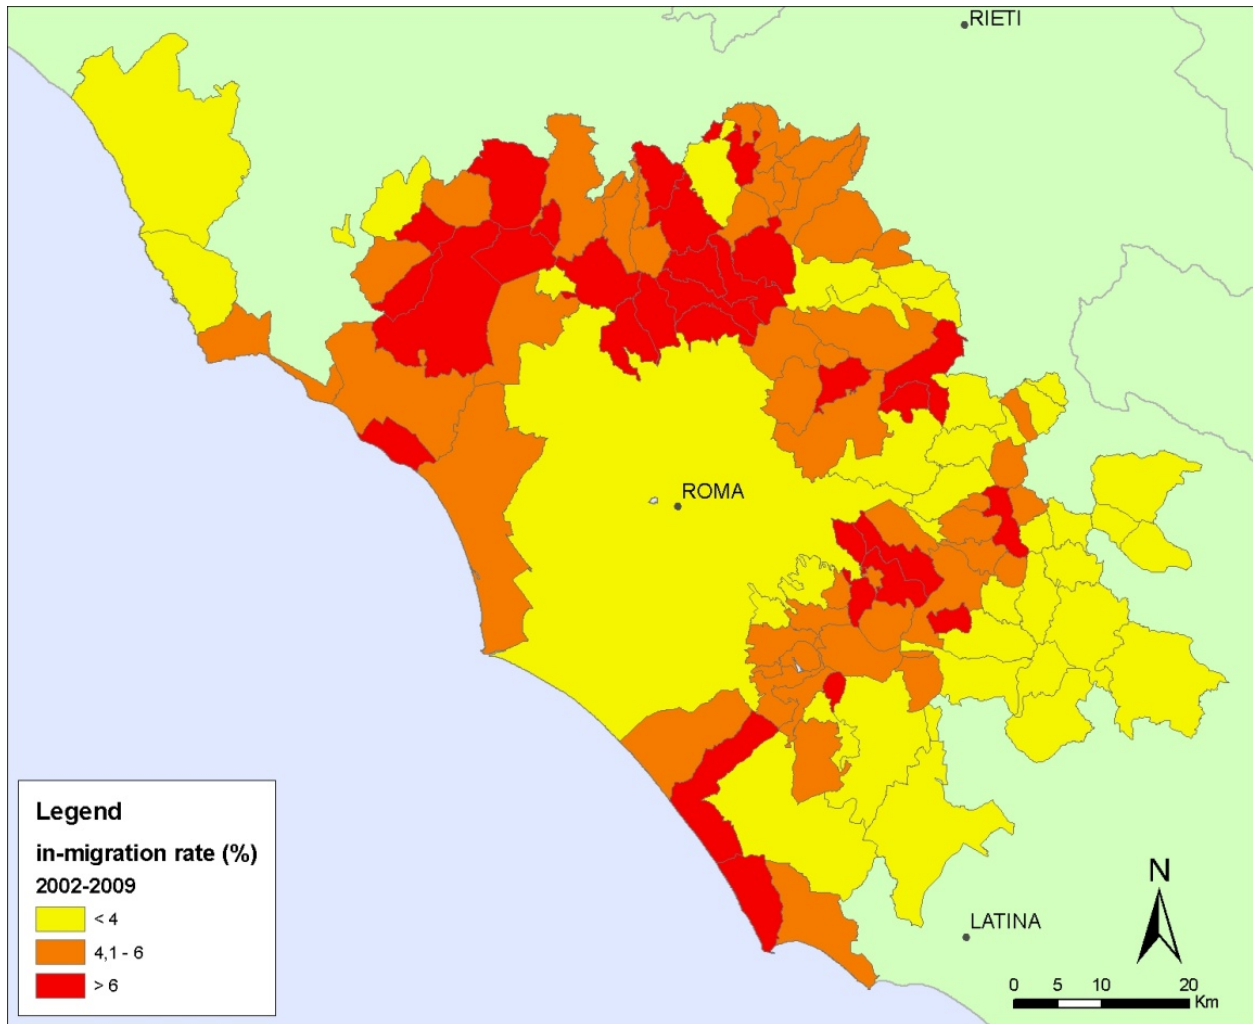 RIETI
ROMA
Legend
in-migration rate (%)
2002-2009
< 4
4,1 - 6
> 6
LATINA
N
0 5 10 20
Km